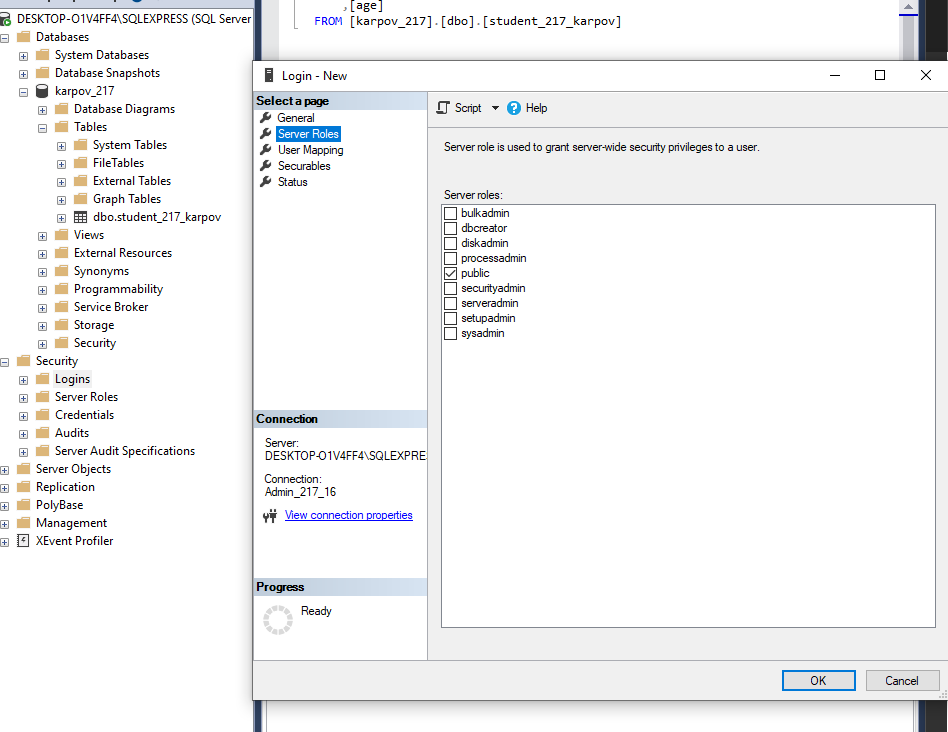 ,[age]
FROM [karpov_217].[dbo].[student_217_karpov]
DESKTOP-O1V4FF4\SQLEXPRESS (SQL Server
Databases
System Databases
Database Snapshots
karpov_217
Database Diagrams
Tables
System Tables
FileTables
External Tables
Graph Tables
dbo.student_217_karpov
Views
External Resources
Synonyms
Programmability
Service Broker
Storage
Security
Security
Logins
Server Roles
Credentials
Audits
Server Audit Specifications
Server Objects
Replication
PolyBase
Management
XEvent Profiler
Login - New
Select a page
General
Server Roles
User Mapping
Securables
Status
Connection
Server:
DESKTOP-O1V4FF4\SQLEXPRE
Connection:
Admin_217_16
View connection properties
Progress
Ready
Script
Help
Server role is used to grant server-wide security privileges to a user.
Server roles:
bulkadmin
dbcreator
diskadmin
processadmin
public
securityadmin
serveradmin
setupadmin
sysadmin
OK
Cancel